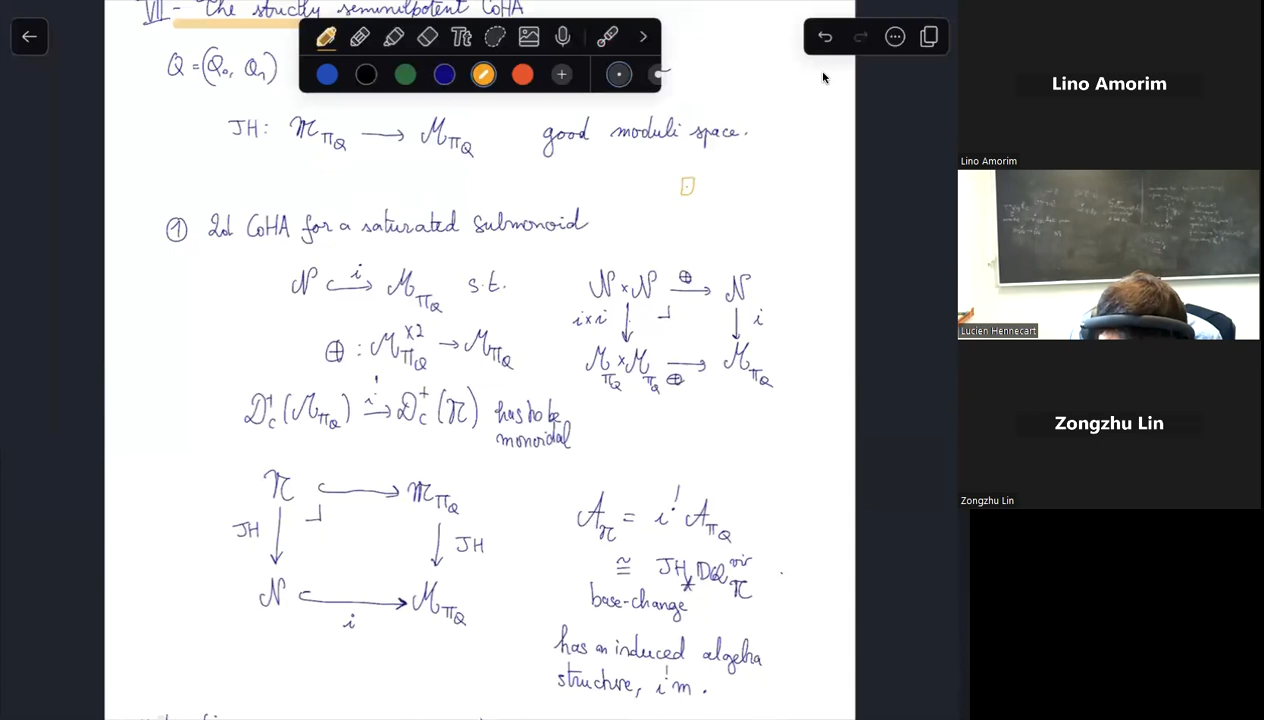 VII - The strictly seminilpotent CoHA
Q = (Q₀, Q₁)
JH: 𝔐_{Π_Q} ⟶ ℳ_{Π_Q} good moduli space.
① 2d CoHA for a saturated submonoid
𝒩 ↪^{i} ℳ_{Π_Q} s.t.
𝒩 × 𝒩 ⟶^{⊕} 𝒩
i×i ↓ ⌟ ↓ i
⊕ : ℳ_{Π_Q}^{×2} → ℳ_{Π_Q}
ℳ_{Π_Q} × ℳ_{Π_Q} ⟶_{⊕} ℳ_{Π_Q}
𝒟_c^+(ℳ_{Π_Q}) →^{i^!} 𝒟_c^+(𝔑) has to be
monoidal
𝔑 ↪ 𝔐_{Π_Q}
JH ↓ ⌟ ↓ JH
𝒩 ↪_{i} ℳ_{Π_Q}
𝒜_𝔑 = i^! 𝒜_{Π_Q}
≅ JH_* 𝔻ℚ_𝔑^{vir}
base-change
has an induced algebra
structure, i^! m.
Tt
Lino Amorim
Lino Amorim
Lucien Hennecart
Zongzhu Lin
Zongzhu Lin